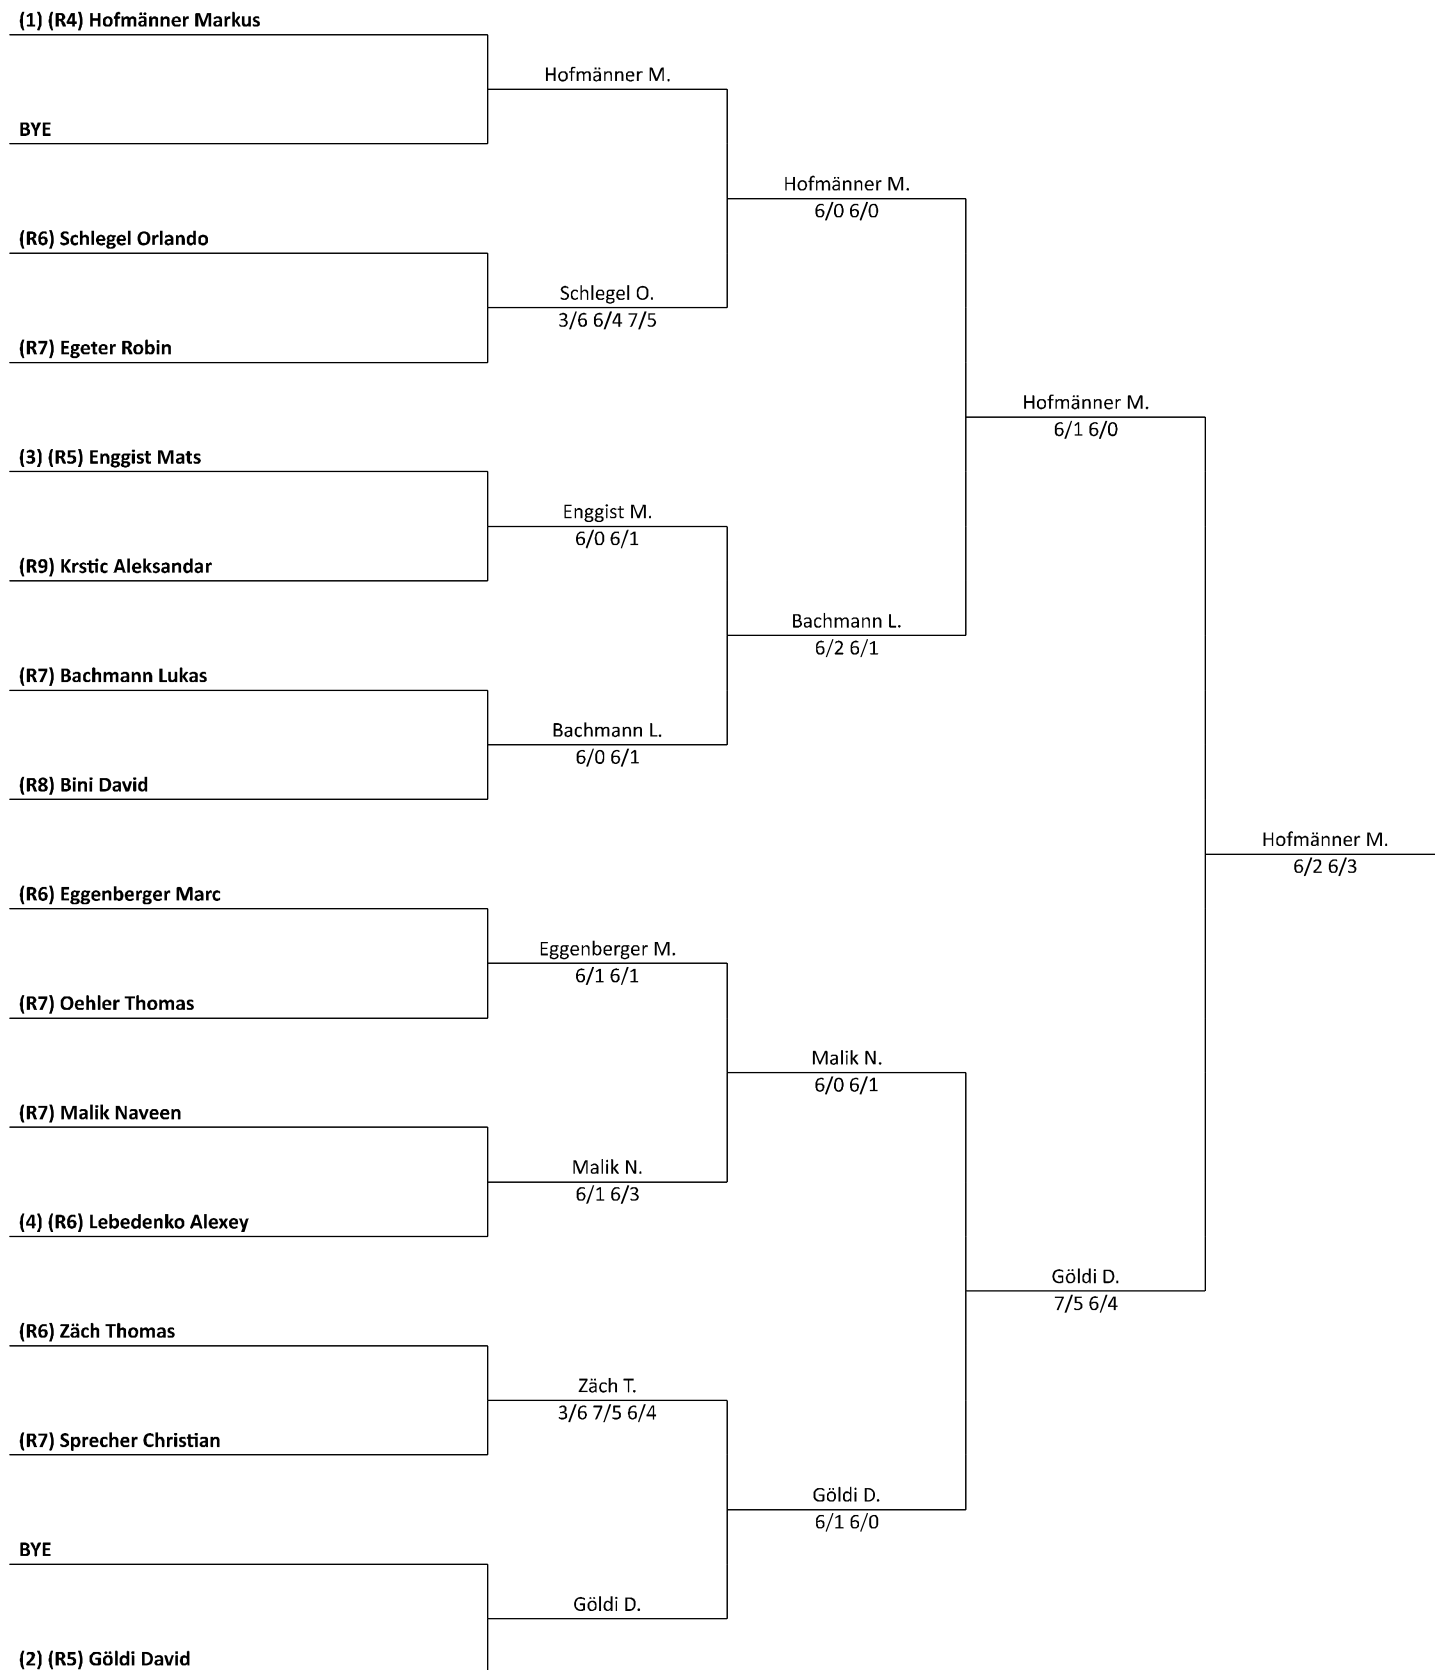 (1) (R4) Hofmänner Markus
Hofmänner M.
BYE
Hofmänner M.
6/0 6/0
(R6) Schlegel Orlando
Schlegel O.
3/6 6/4 7/5
(R7) Egeter Robin
Hofmänner M.
6/1 6/0
(3) (R5) Enggist Mats
Enggist M.
6/0 6/1
(R9) Krstic Aleksandar
Bachmann L.
6/2 6/1
(R7) Bachmann Lukas
Bachmann L.
6/0 6/1
(R8) Bini David
Hofmänner M.
6/2 6/3
(R6) Eggenberger Marc
Eggenberger M.
6/1 6/1
(R7) Oehler Thomas
Malik N.
6/0 6/1
(R7) Malik Naveen
Malik N.
6/1 6/3
(4) (R6) Lebedenko Alexey
Göldi D.
7/5 6/4
(R6) Zäch Thomas
Zäch T.
3/6 7/5 6/4
(R7) Sprecher Christian
Göldi D.
6/1 6/0
BYE
Göldi D.
(2) (R5) Göldi David